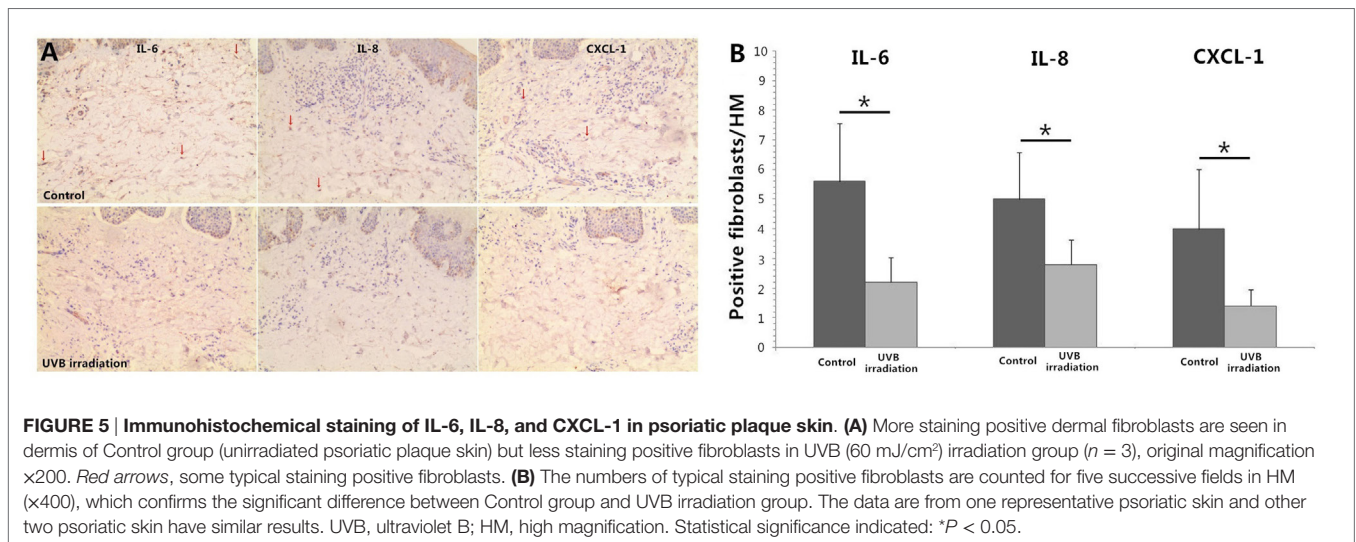 A
IL-6
IL-8
CXCL-1
Control
UVB irradiation
B
IL-6
IL-8
CXCL-1
Positive fibroblasts/HM
10
9
8
7
6
5
4
3
2
1
0
*
*
*
Control
UVB
irradiation
Control
UVB
irradiation
Control
UVB
irradiation
FIGURE 5 | Immunohistochemical staining of IL-6, IL-8, and CXCL-1 in psoriatic plaque skin. (A) More staining positive dermal fibroblasts are seen in
dermis of Control group (unirradiated psoriatic plaque skin) but less staining positive fibroblasts in UVB (60 mJ/cm²) irradiation group (n = 3), original magnification
×200. Red arrows, some typical staining positive fibroblasts. (B) The numbers of typical staining positive fibroblasts are counted for five successive fields in HM
(×400), which confirms the significant difference between Control group and UVB irradiation group. The data are from one representative psoriatic skin and other
two psoriatic skin have similar results. UVB, ultraviolet B; HM, high magnification. Statistical significance indicated: *P < 0.05.